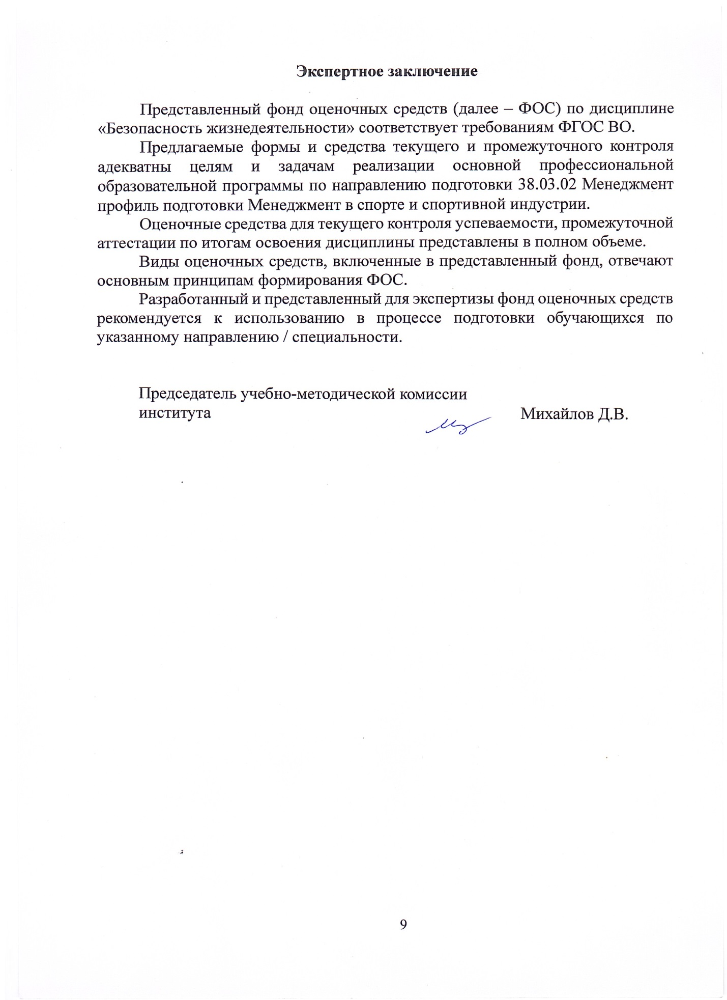 Экспертное заключение
Представленный фонд оценочных средств (далее – ФОС) по дисциплине
«Безопасность жизнедеятельности» соответствует требованиям ФГОС ВО.
Предлагаемые формы и средства текущего и промежуточного контроля
адекватны целям и задачам реализации основной профессиональной
образовательной программы по направлению подготовки 38.03.02 Менеджмент
профиль подготовки Менеджмент в спорте и спортивной индустрии.
Оценочные средства для текущего контроля успеваемости, промежуточной
аттестации по итогам освоения дисциплины представлены в полном объеме.
Виды оценочных средств, включенные в представленный фонд, отвечают
основным принципам формирования ФОС.
Разработанный и представленный для экспертизы фонд оценочных средств
рекомендуется к использованию в процессе подготовки обучающихся по
указанному направлению / специальности.
Председатель учебно-методической комиссии
института Михайлов Д.В.
9